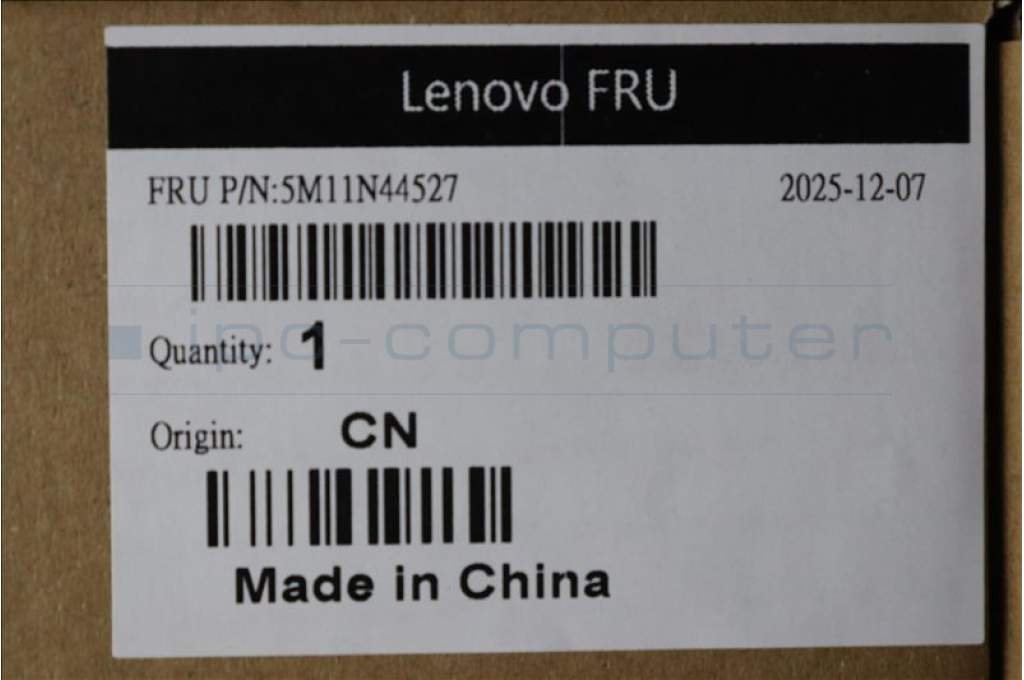 Lenovo FRU
FRU P/N:5M11N44527 2025-12-07
ipc-computer
Quantity: 1
Origin: CN
Made in China